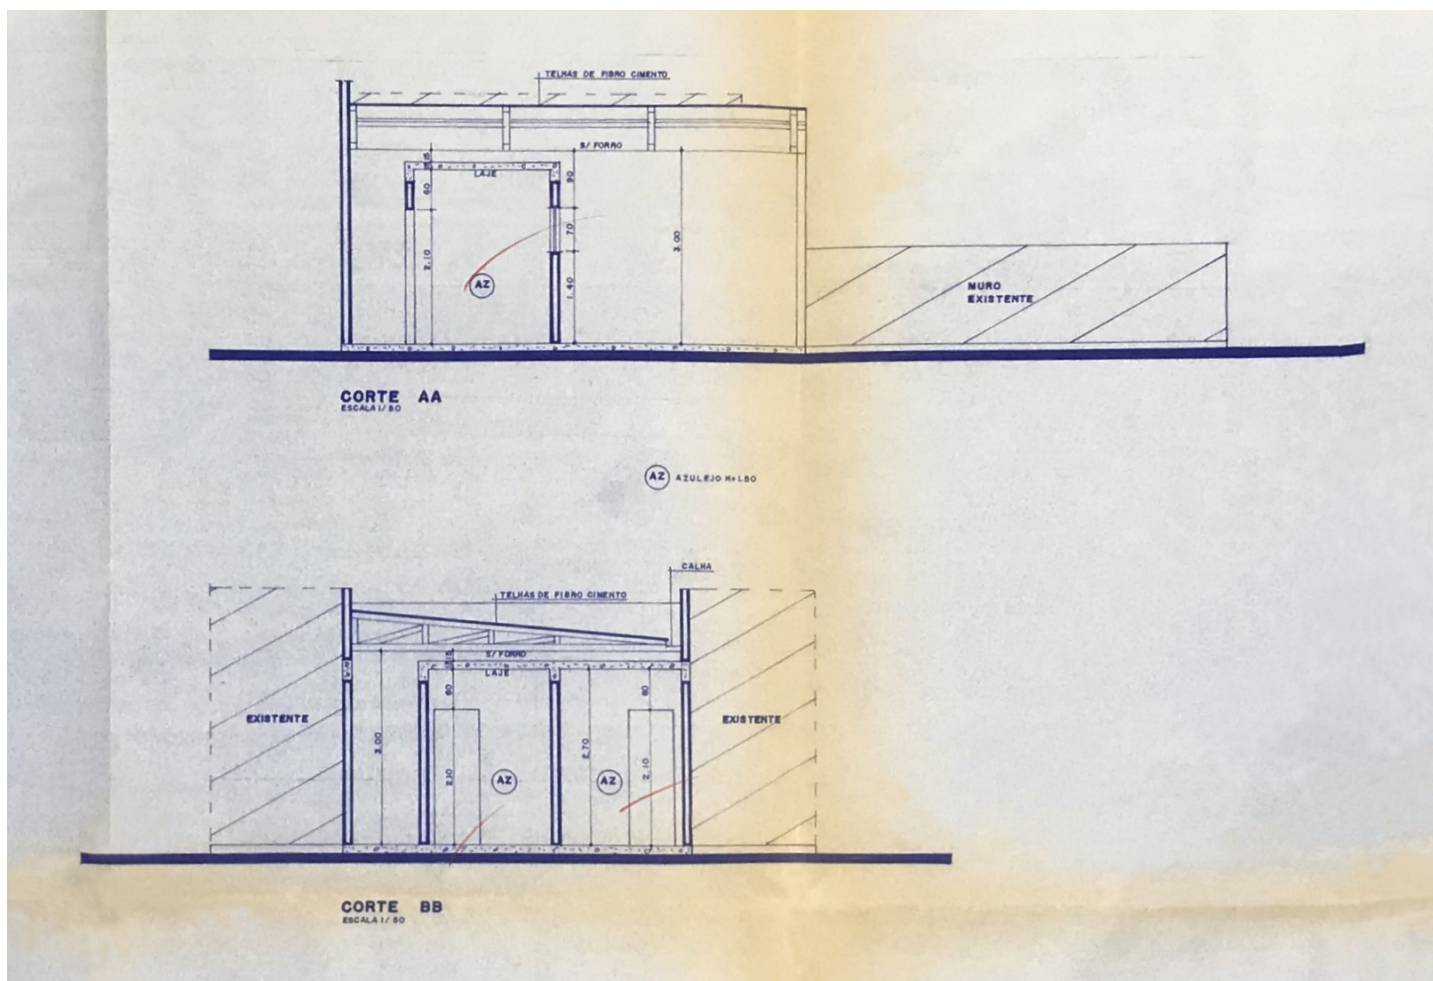 TELHAS DE FIBRO CIMENTO
S/ FORRO
LAJE
15
60
2.10
90
70
1.40
3.00
AZ
MURO
EXISTENTE
CORTE AA
ESCALA 1/50
AZ AZULEJO H=1.50
CALHA
TELHAS DE FIBRO CIMENTO
S/ FORRO
LAJE
EXISTENTE
EXISTENTE
3.00
60
2.10
AZ
2.70
AZ
60
2.10
CORTE BB
ESCALA 1/50